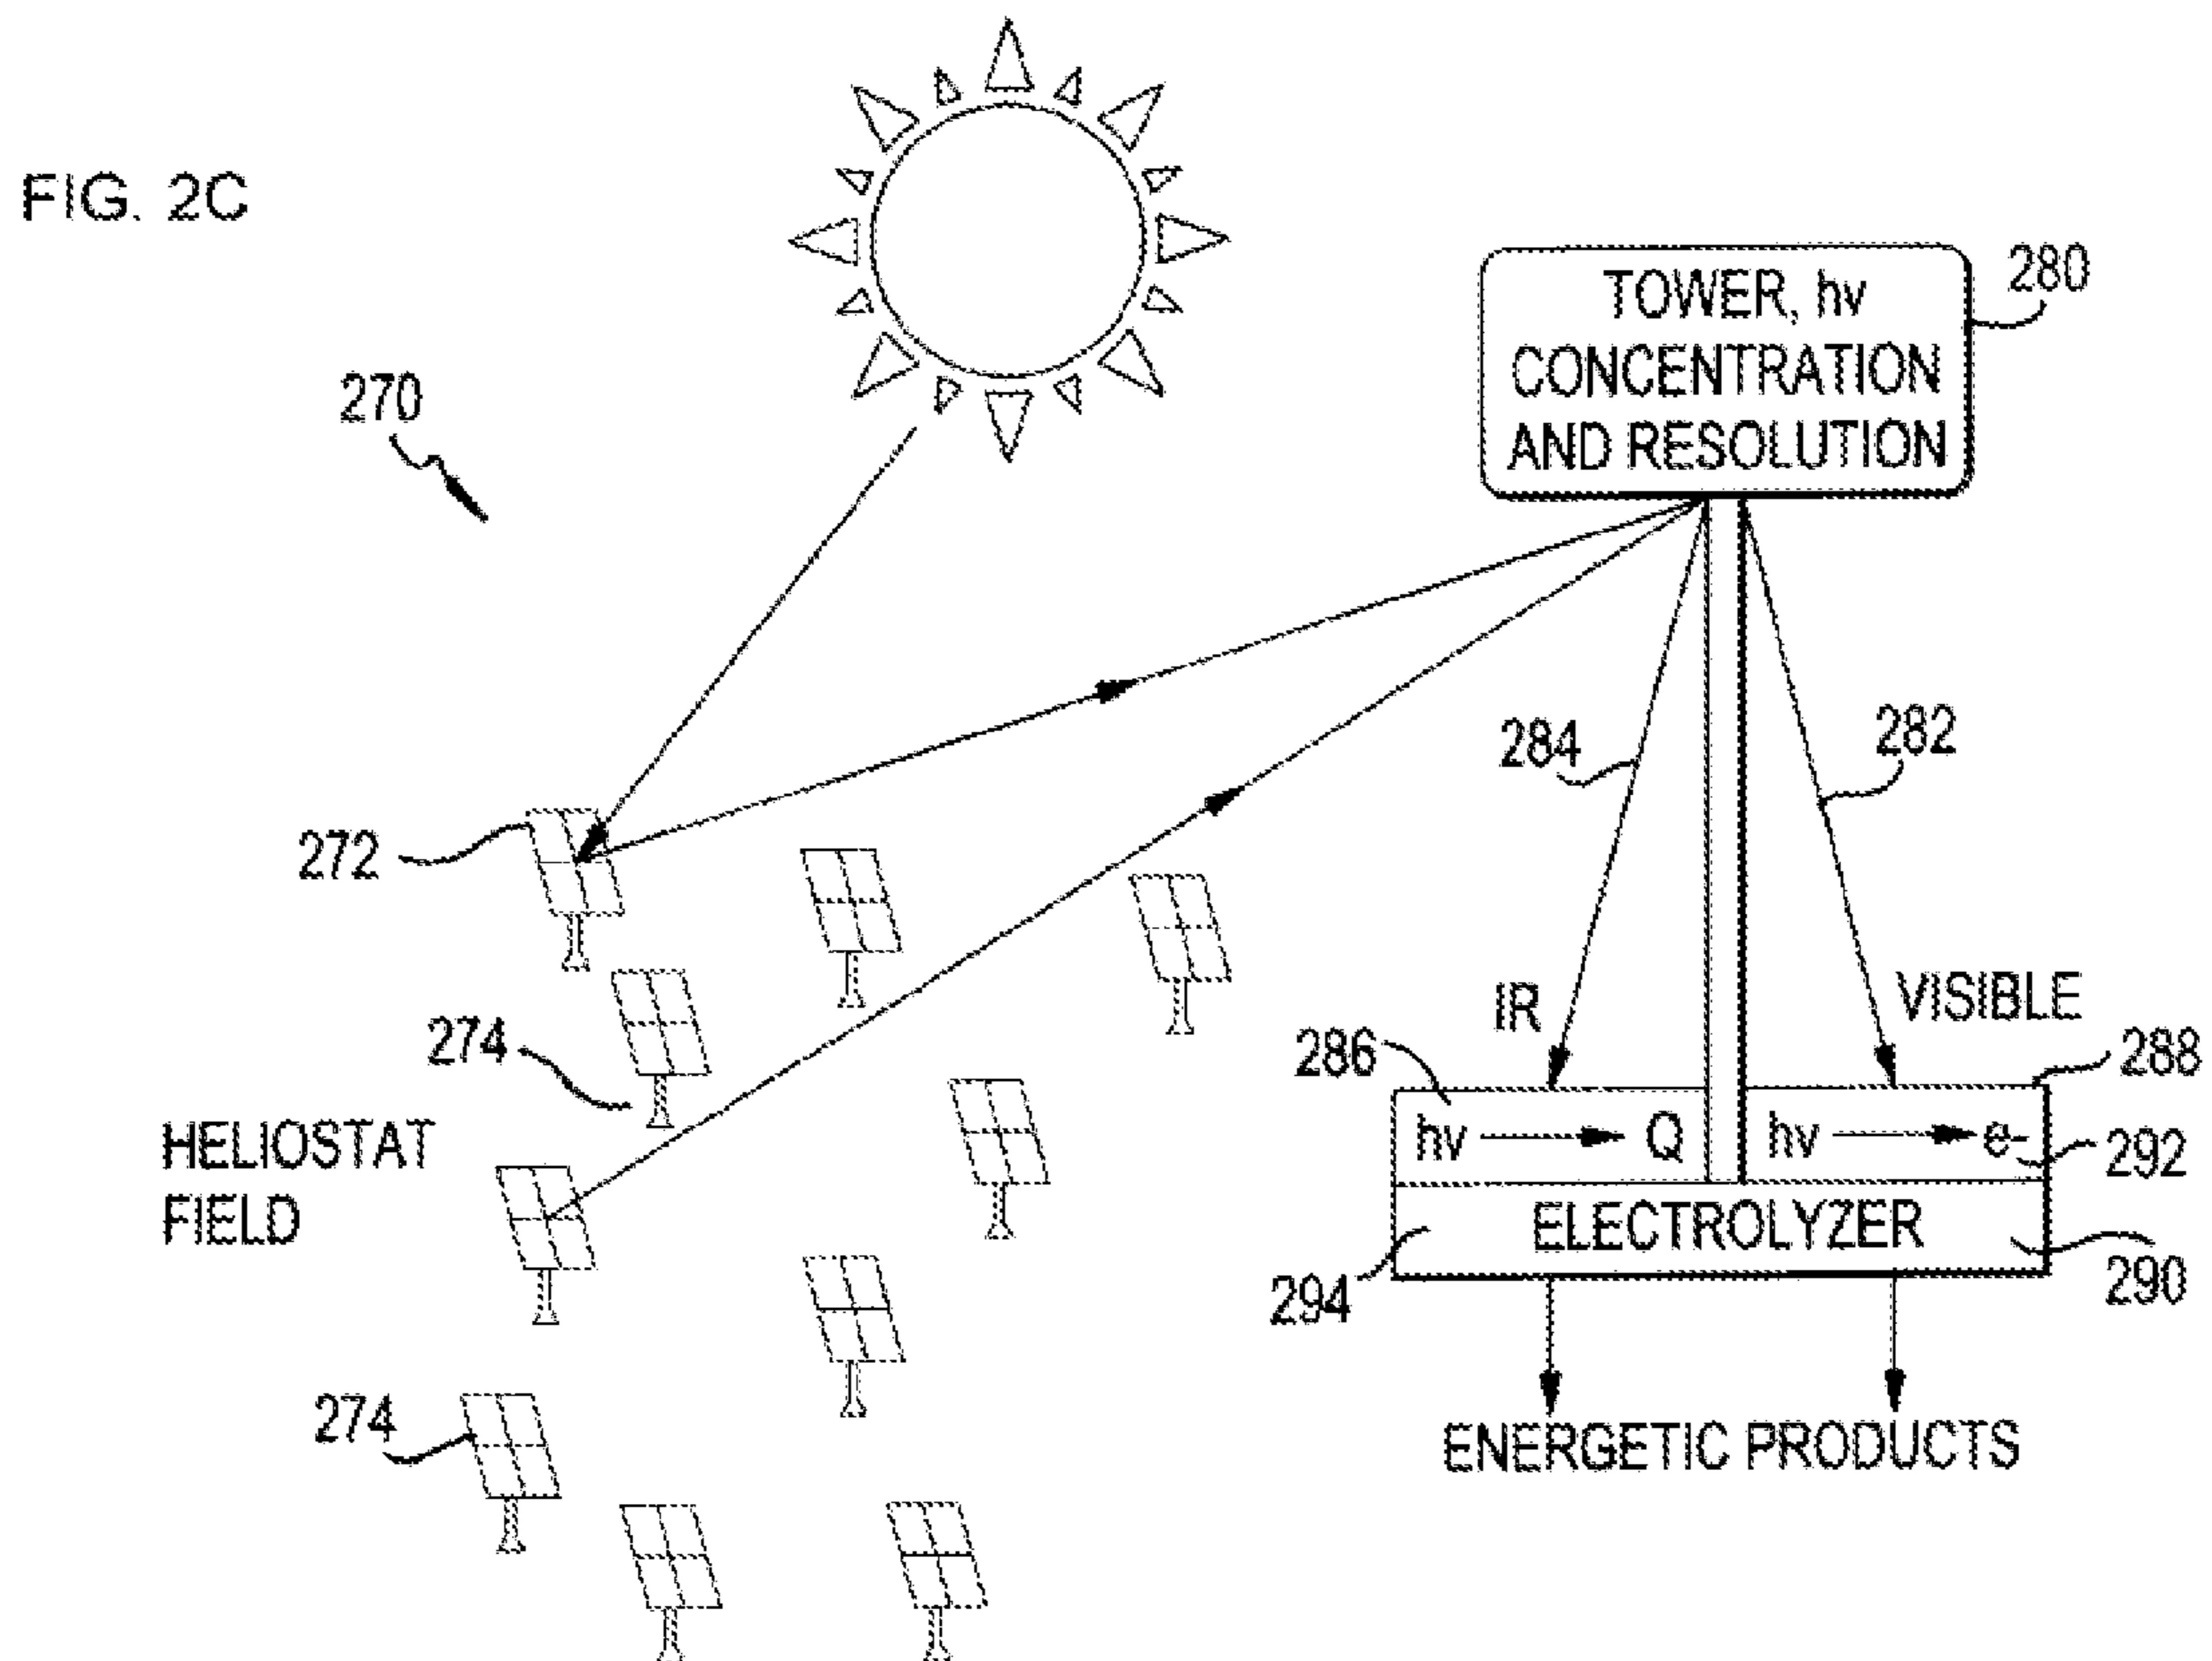 FIG. 2C
TOWER, hv
CONCENTRATION
AND RESOLUTION
280
270
284
282
272
274
IR
VISIBLE
286
288
hv
Q
hv
e-
292
HELIOSTAT
FIELD
ELECTROLYZER
294
290
274
ENERGETIC PRODUCTS